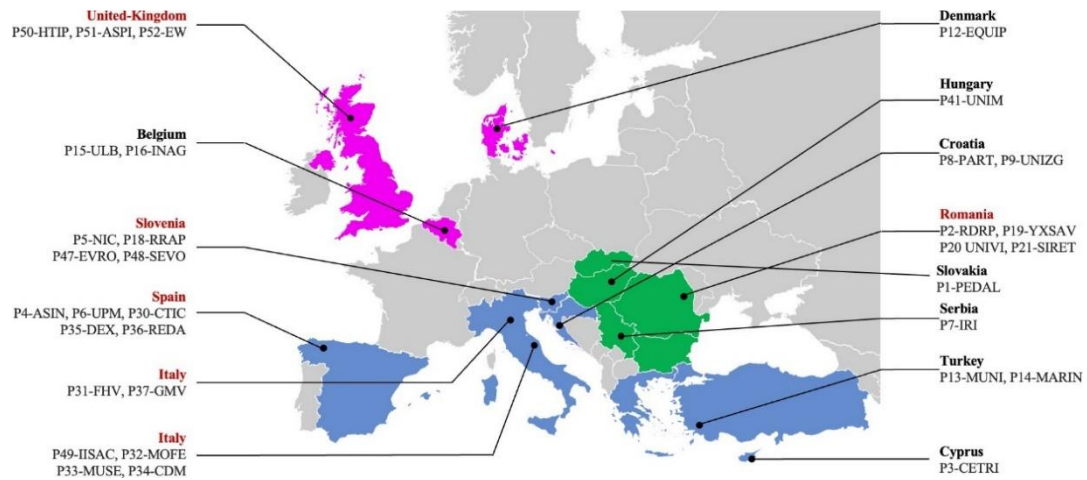 United-Kingdom
P50-HTIP, P51-ASPI, P52-EW
Belgium
P15-ULB, P16-INAG
Slovenia
P5-NIC, P18-RRAP
P47-EVRO, P48-SEVO
Spain
P4-ASIN, P6-UPM, P30-CTIC
P35-DEX, P36-REDA
Italy
P31-FHV, P37-GMV
Italy
P49-IISAC, P32-MOFE
P33-MUSE, P34-CDM
Denmark
P12-EQUIP
Hungary
P41-UNIM
Croatia
P8-PART, P9-UNIZG
Romania
P2-RDRP, P19-YXSAV
P20 UNIVI, P21-SIRET
Slovakia
P1-PEDAL
Serbia
P7-IRI
Turkey
P13-MUNI, P14-MARIN
Cyprus
P3-CETRI